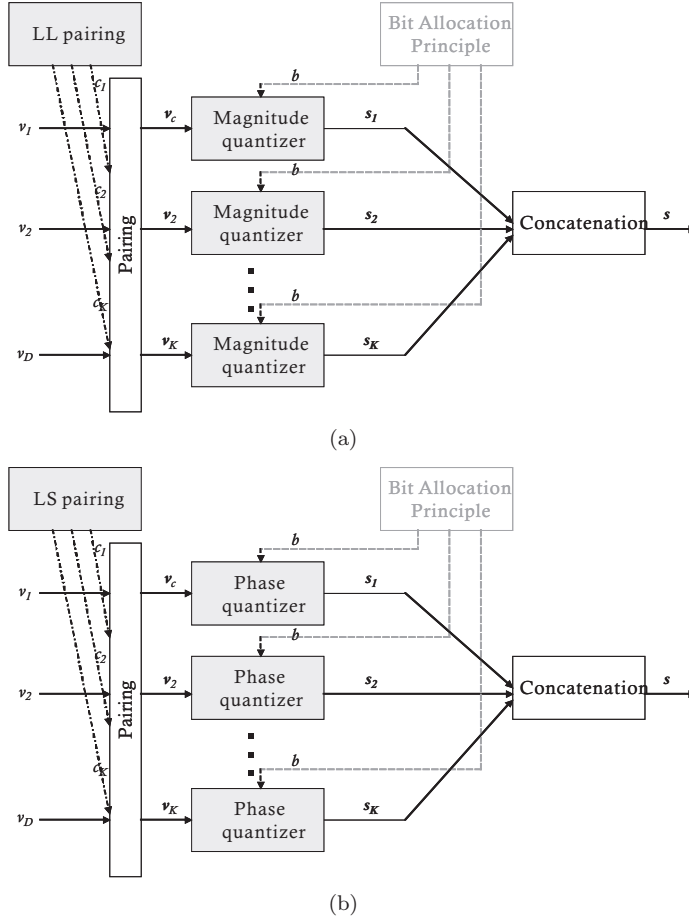 LL pairing
Bit Allocation
Principle
c1
b
v1
vc
Magnitude
quantizer
s1
b
c2
v2
Pairing
v2
Magnitude
quantizer
s2
Concatenation
s
cK
b
vD
vK
Magnitude
quantizer
sK
(a)
LS pairing
Bit Allocation
Principle
c1
b
v1
vc
Phase
quantizer
s1
b
c2
v2
Pairing
v2
Phase
quantizer
s2
Concatenation
s
cK
b
vD
vK
Phase
quantizer
sK
(b)